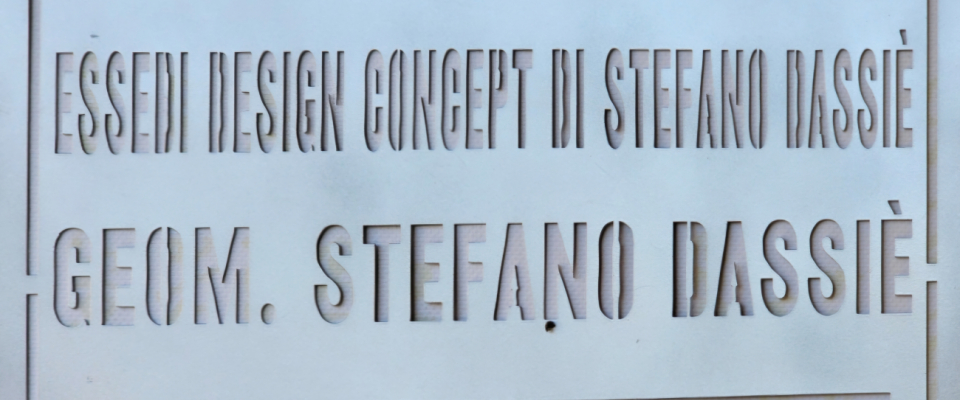 ESSEDI DESIGN CONCEPT DI STEFANO DASSIÈ
GEOM. STEFANO DASSIÈ